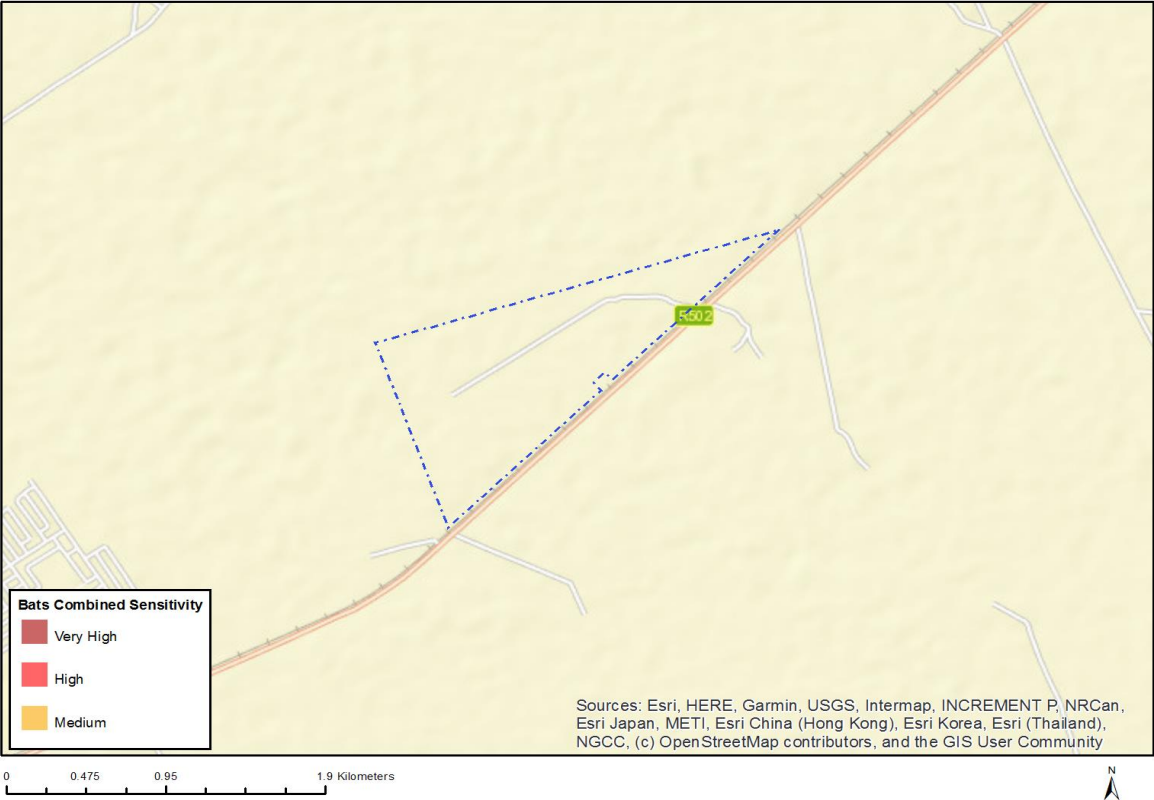 R502
Bats Combined Sensitivity
Very High
High
Medium
Sources: Esri, HERE, Garmin, USGS, Intermap, INCREMENT P, NRCan,
Esri Japan, METI, Esri China (Hong Kong), Esri Korea, Esri (Thailand),
NGCC, (c) OpenStreetMap contributors, and the GIS User Community
0 0.475 0.95 1.9 Kilometers
N